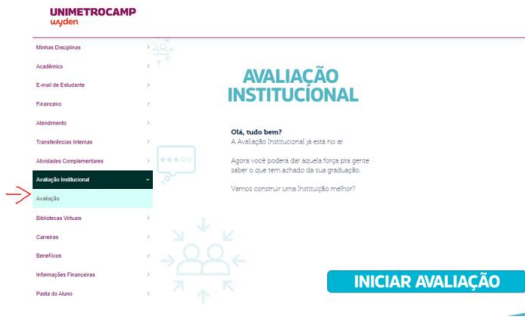 UNIMETROCAMP
wyden
Minhas Disciplinas
Acadêmico
E-mail de Estudante
Financeiro
Atendimento
Transferências Internas
Atividades Complementares
Avaliação Institucional
Avaliação
Bibliotecas Virtuais
Carreiras
Benefícios
Informações Financeiras
Pasta do Aluno
AVALIAÇÃO
INSTITUCIONAL
Olá, tudo bem?
A Avaliação Institucional já está no ar.
Agora você poderá dar aquela força pra gente
saber o que tem achado da sua graduação.
Vamos construir uma Instituição melhor?
INICIAR AVALIAÇÃO